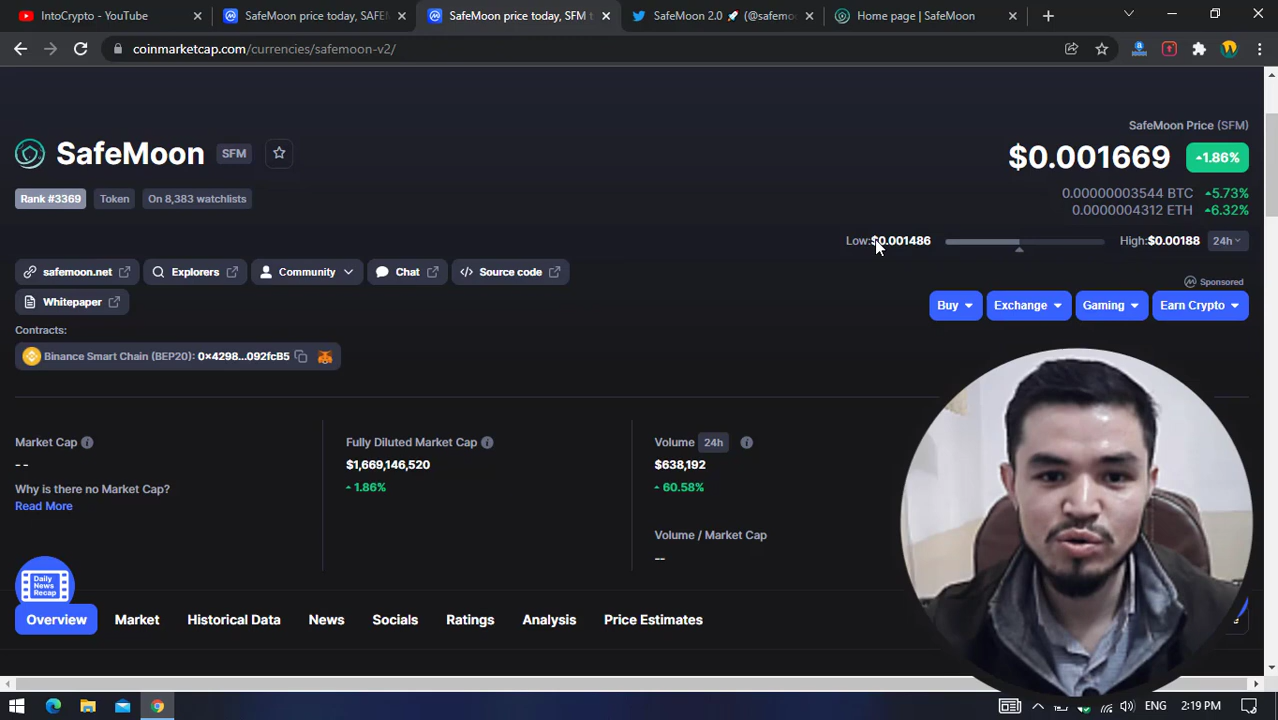 IntoCrypto - YouTube
SafeMoon price today, SAFEM
SafeMoon price today, SFM t
SafeMoon 2.0 🚀 (@safemo
Home page | SafeMoon
coinmarketcap.com/currencies/safemoon-v2/
SafeMoon Price (SFM)
SafeMoon SFM
$0.001669 1.86%
Rank #3369 Token On 8,383 watchlists
0.00000003544 BTC 5.73%
0.0000004312 ETH 6.32%
Low:$0.001486 High:$0.00188 24h
safemoon.net Explorers Community Chat Source code
Sponsored
Whitepaper
Buy Exchange Gaming Earn Crypto
Contracts:
Binance Smart Chain (BEP20): 0x4298...092fcB5
Market Cap
- -
Why is there no Market Cap?
Read More
Fully Diluted Market Cap
$1,669,146,520
1.86%
Volume 24h
$638,192
60.58%
Volume / Market Cap
--
Daily
News
Recap
Overview Market Historical Data News Socials Ratings Analysis Price Estimates
ENG 2:19 PM